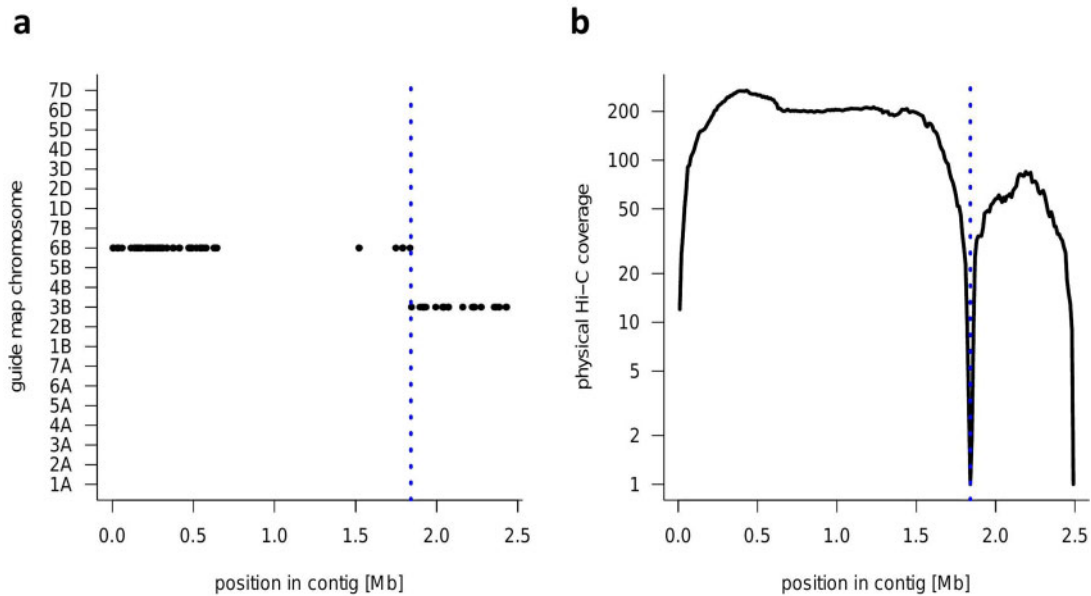 a
guide map chromosome
7D
6D
5D
4D
3D
2D
1D
7B
6B
5B
4B
3B
2B
1B
7A
6A
5A
4A
3A
2A
1A
0.0 0.5 1.0 1.5 2.0 2.5
position in contig [Mb]
b
physical Hi−C coverage
200
100
50
20
10
5
2
1
0.0 0.5 1.0 1.5 2.0 2.5
position in contig [Mb]